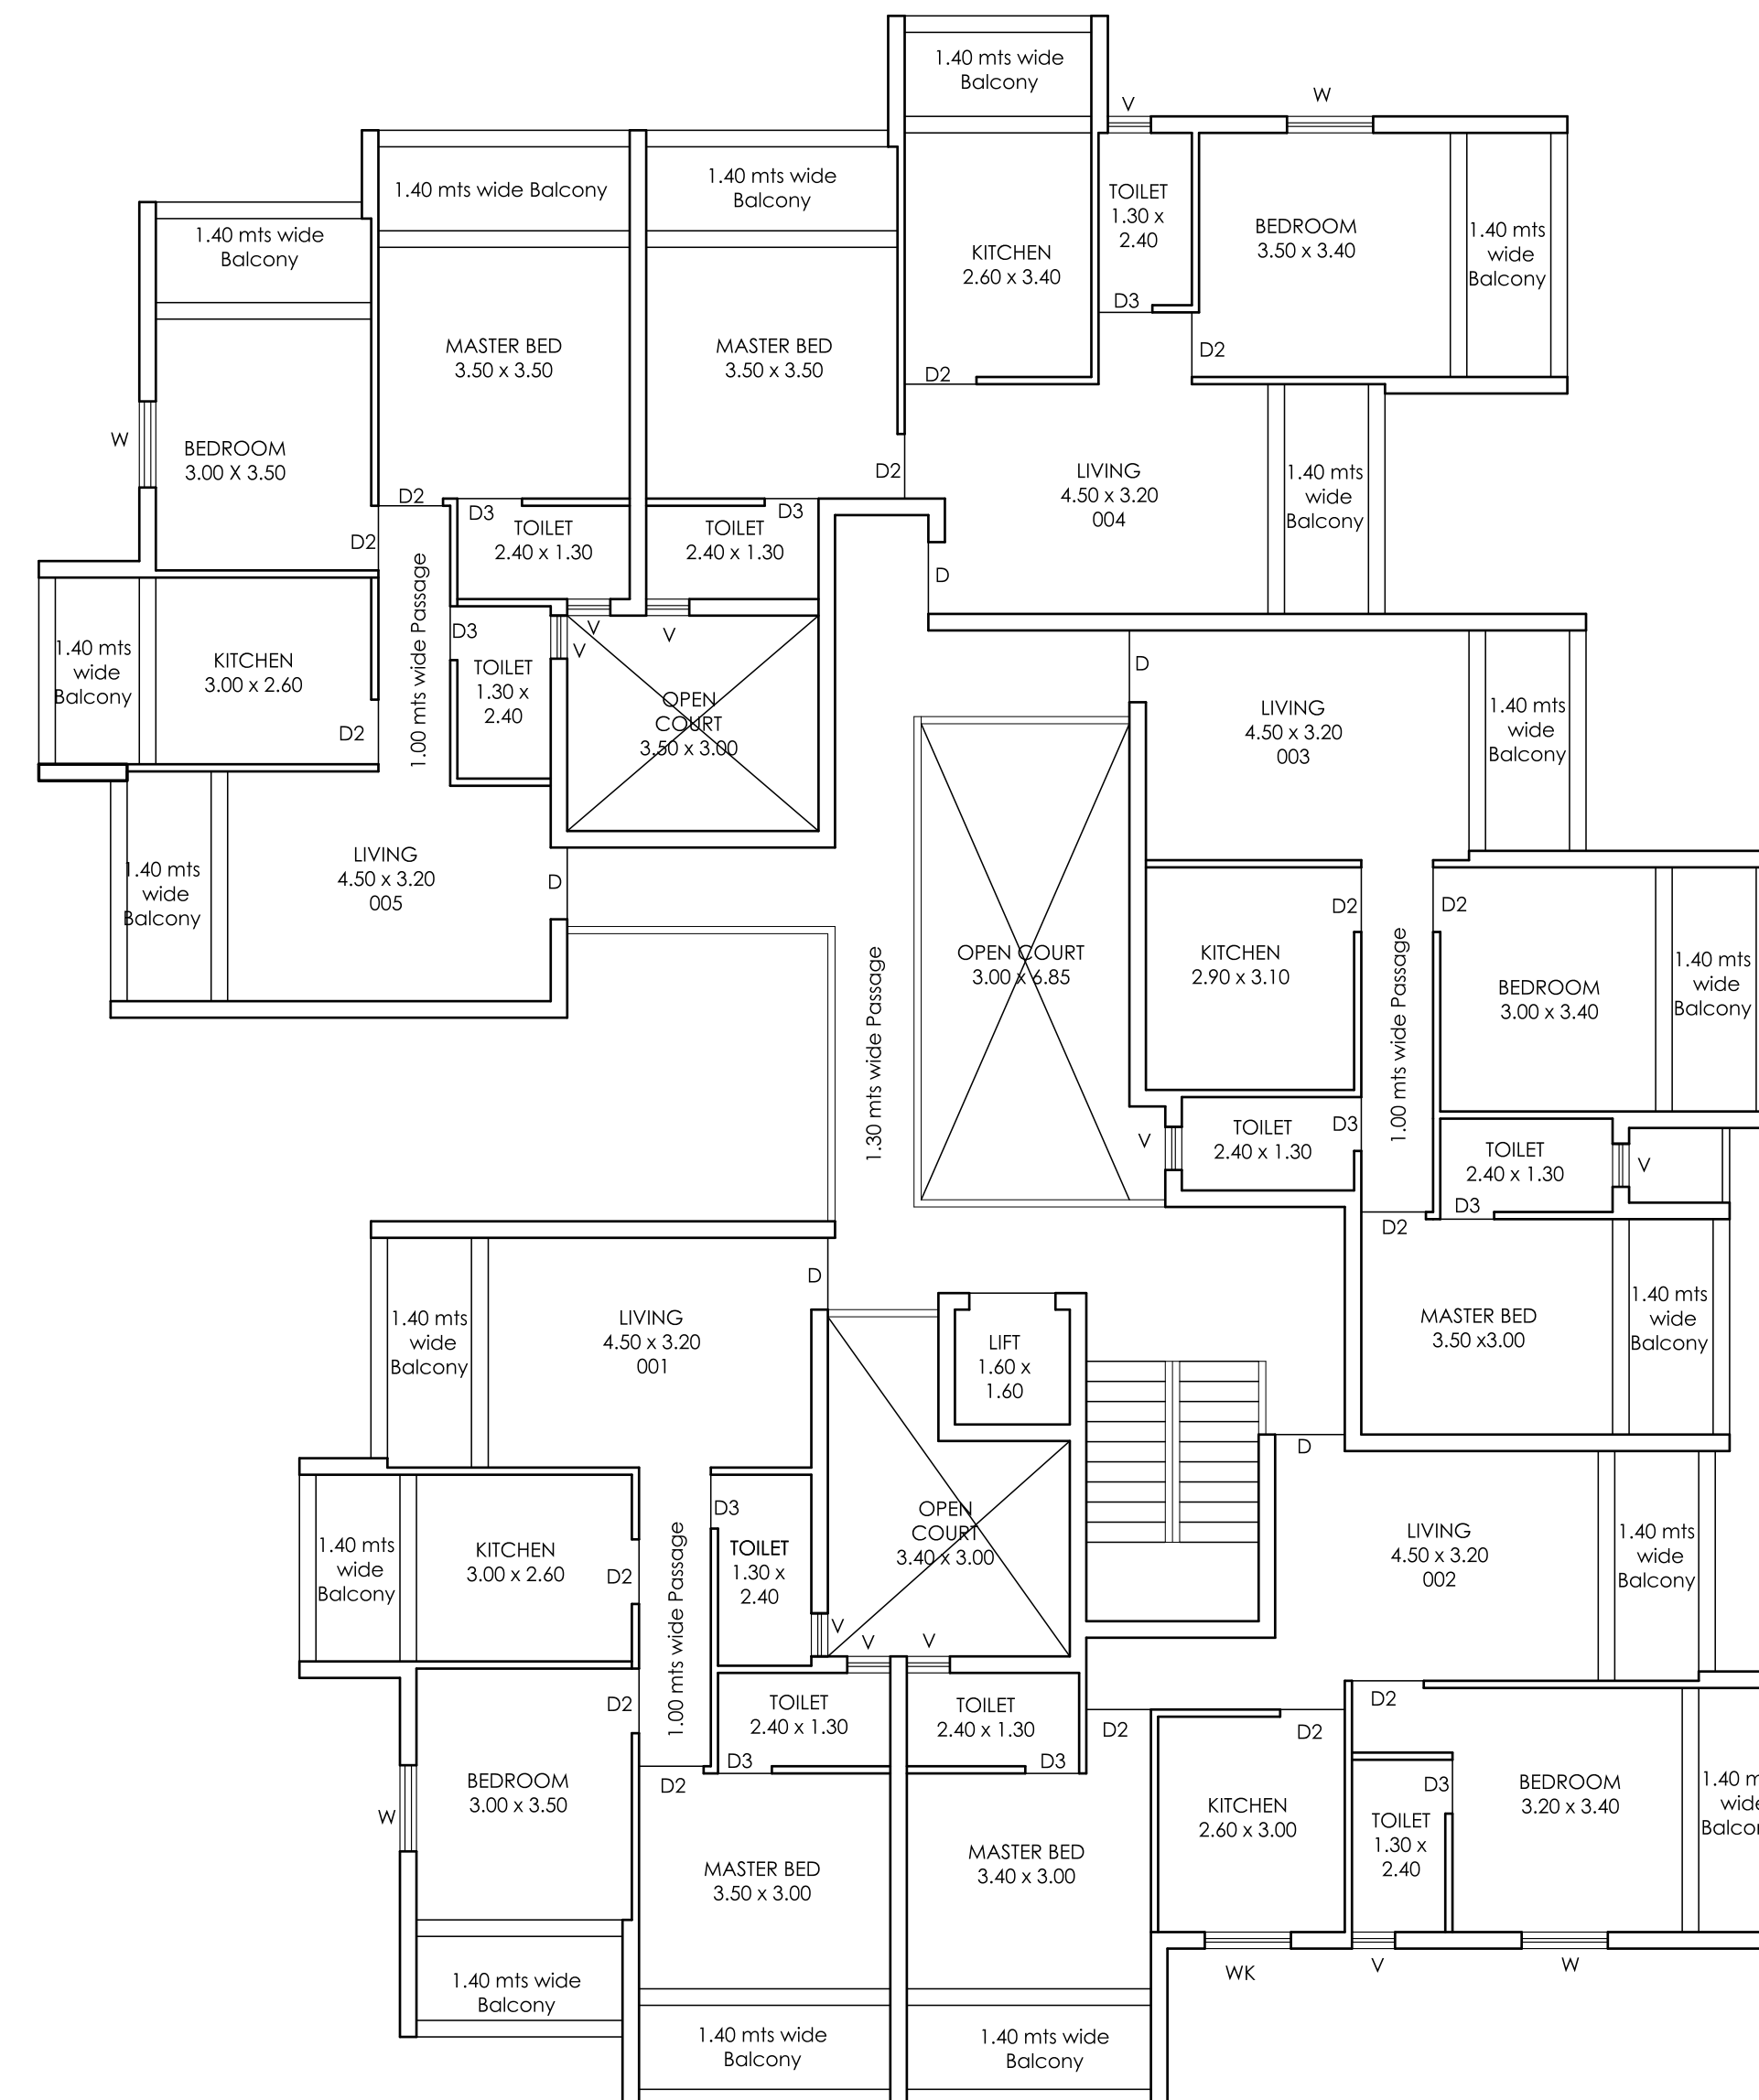 1.40 mts wide
Balcony
V
W
1.40 mts wide Balcony
1.40 mts wide
Balcony
TOILET
1.30 x
2.40
BEDROOM
3.50 x 3.40
1.40 mts
wide
Balcony
1.40 mts wide
Balcony
KITCHEN
2.60 x 3.40
D3
D2
MASTER BED
3.50 x 3.50
MASTER BED
3.50 x 3.50
D2
W
BEDROOM
3.00 X 3.50
D2
LIVING
4.50 x 3.20
004
1.40 mts
wide
Balcony
D2
D3
TOILET
2.40 x 1.30
TOILET
2.40 x 1.30
D3
D2
D
1.00 mts wide Passage
D3
V
V
V
1.40 mts
wide
Balcony
KITCHEN
3.00 x 2.60
TOILET
1.30 x
2.40
D2
OPEN
COURT
3.50 x 3.00
D
LIVING
4.50 x 3.20
003
1.40 mts
wide
Balcony
1.40 mts
wide
Balcony
LIVING
4.50 x 3.20
005
D
D2
D2
1.30 mts wide Passage
OPEN COURT
3.00 x 6.85
KITCHEN
2.90 x 3.10
1.00 mts wide Passage
BEDROOM
3.00 x 3.40
1.40 mts
wide
Balcony
V
TOILET
2.40 x 1.30
D3
TOILET
2.40 x 1.30
V
D3
D2
D
LIVING
4.50 x 3.20
001
1.40 mts
wide
Balcony
LIFT
1.60 x
1.60
MASTER BED
3.50 x3.00
1.40 mts
wide
Balcony
D
D3
1.40 mts
wide
Balcony
KITCHEN
3.00 x 2.60
D2
1.00 mts wide Passage
TOILET
1.30 x
2.40
OPEN
COURT
3.40 x 3.00
LIVING
4.50 x 3.20
002
1.40 mts
wide
Balcony
V
V
V
D2
TOILET
2.40 x 1.30
TOILET
2.40 x 1.30
D2
D2
D2
D3
D3
D2
BEDROOM
3.00 x 3.50
W
KITCHEN
2.60 x 3.00
D3
TOILET
1.30 x
2.40
BEDROOM
3.20 x 3.40
1.40
MASTER BED
3.50 x 3.00
MASTER BED
3.40 x 3.00
WK
V
W
1.40 mts wide
Balcony
1.40 mts wide
Balcony
1.40 mts wide
Balcony